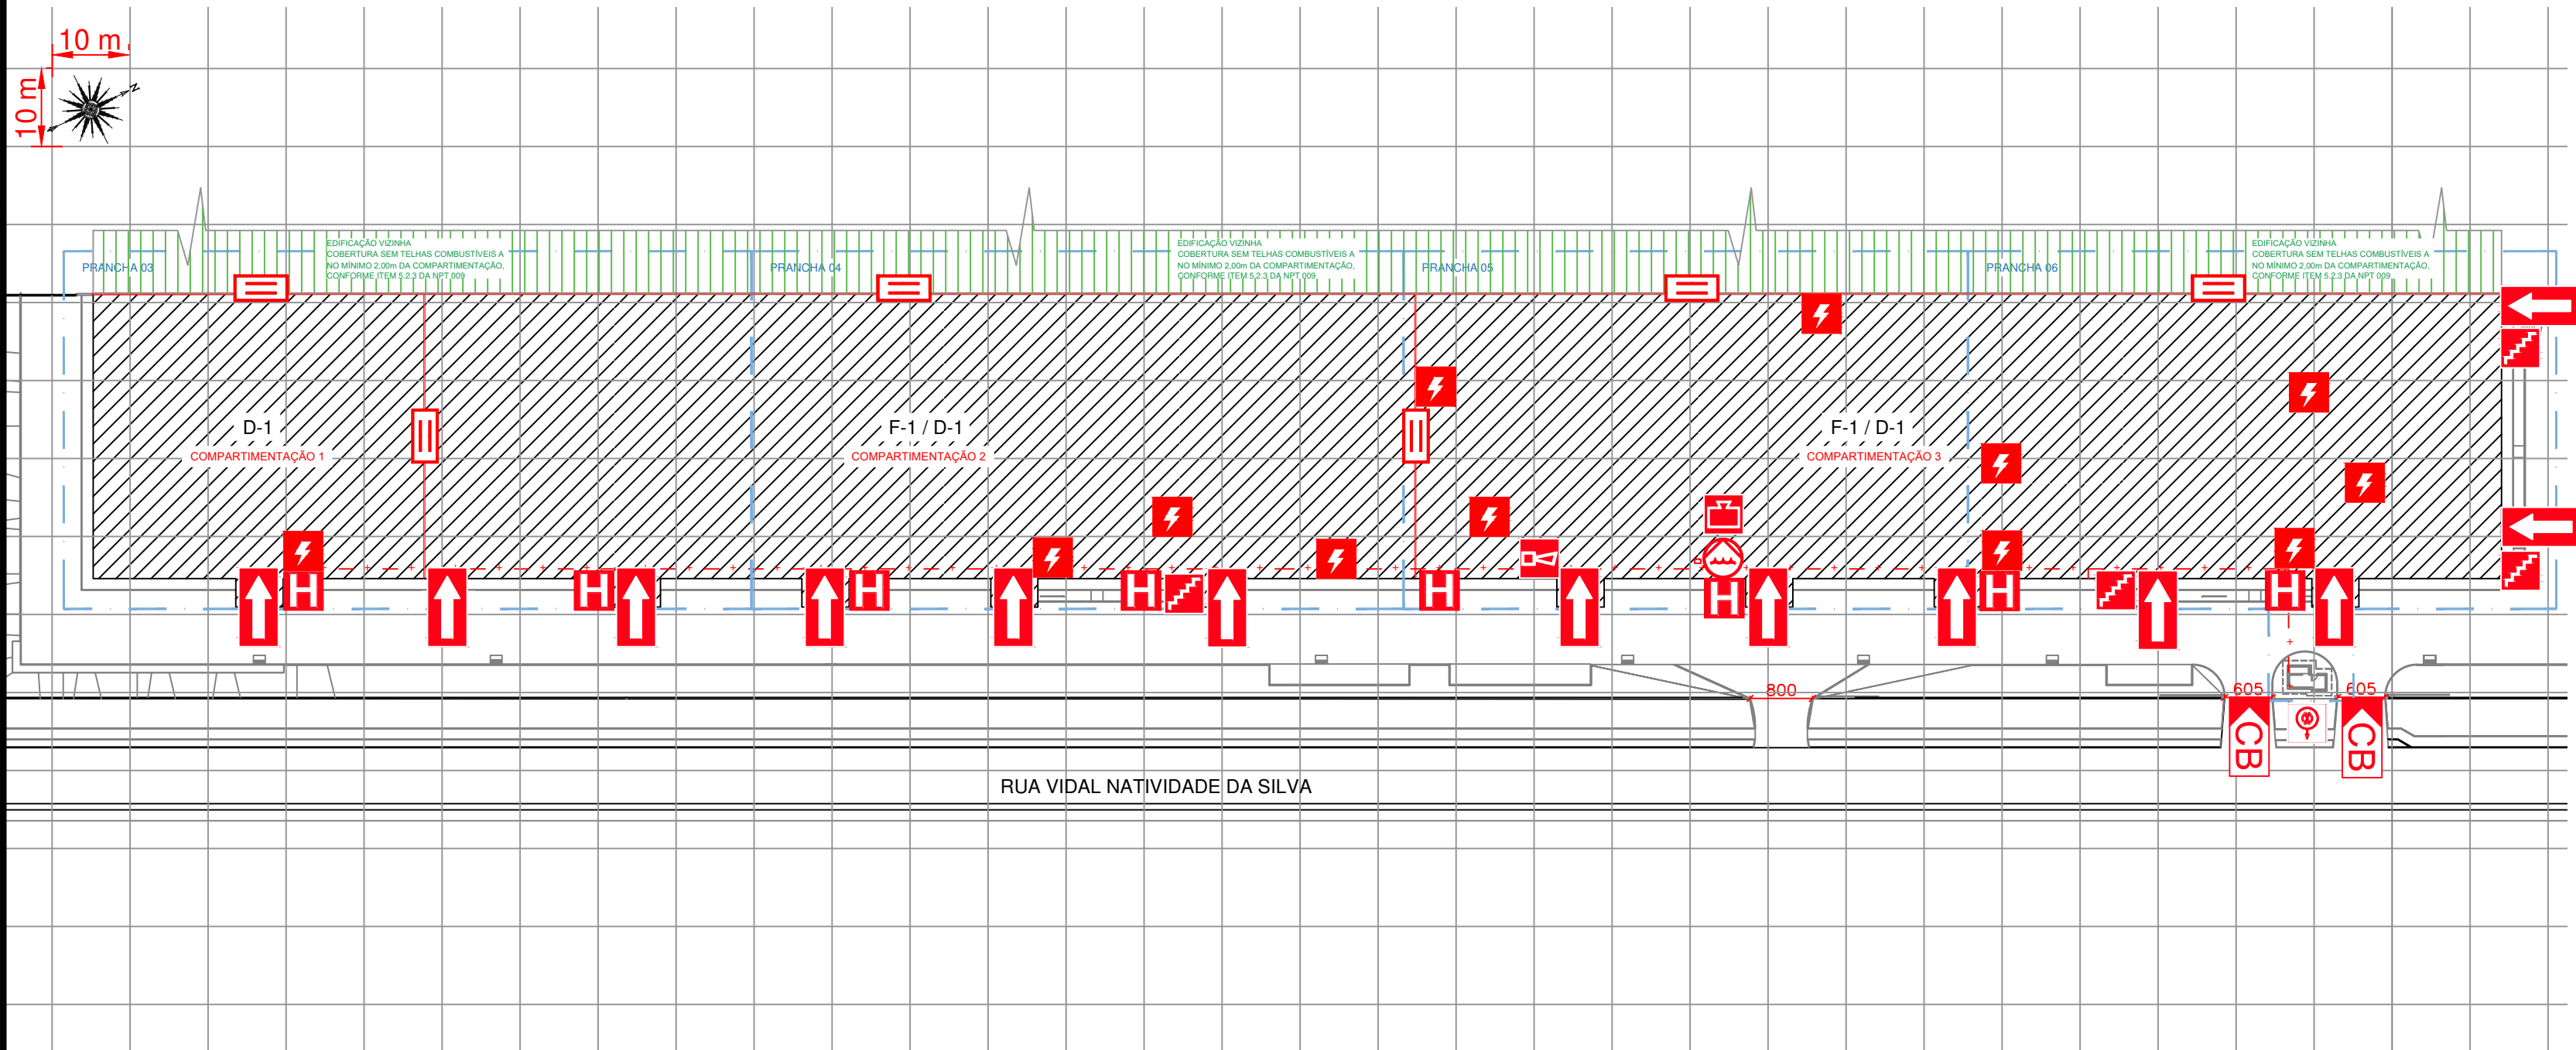 10 m
10 m
N
EDIFICAÇÃO VIZINHA
COBERTURA SEM TELHAS COMBUSTÍVEIS A
NO MÍNIMO 2,00m DA COMPARTIMENTAÇÃO,
CONFORME ITEM 5.2.3 DA NPT 009
EDIFICAÇÃO VIZINHA
COBERTURA SEM TELHAS COMBUSTÍVEIS A
NO MÍNIMO 2,00m DA COMPARTIMENTAÇÃO,
CONFORME ITEM 5.2.3 DA NPT 009
EDIFICAÇÃO VIZINHA
COBERTURA SEM TELHAS COMBUSTÍVEIS A
NO MÍNIMO 2,00m DA COMPARTIMENTAÇÃO,
CONFORME ITEM 5.2.3 DA NPT 009
PRANCHA 03
PRANCHA 04
PRANCHA 05
PRANCHA 06
D-1
COMPARTIMENTAÇÃO 1
F-1 / D-1
COMPARTIMENTAÇÃO 2
F-1 / D-1
COMPARTIMENTAÇÃO 3
H
H
H
H
H
H
H
H
800
605
605
CB
CB
RUA VIDAL NATIVIDADE DA SILVA